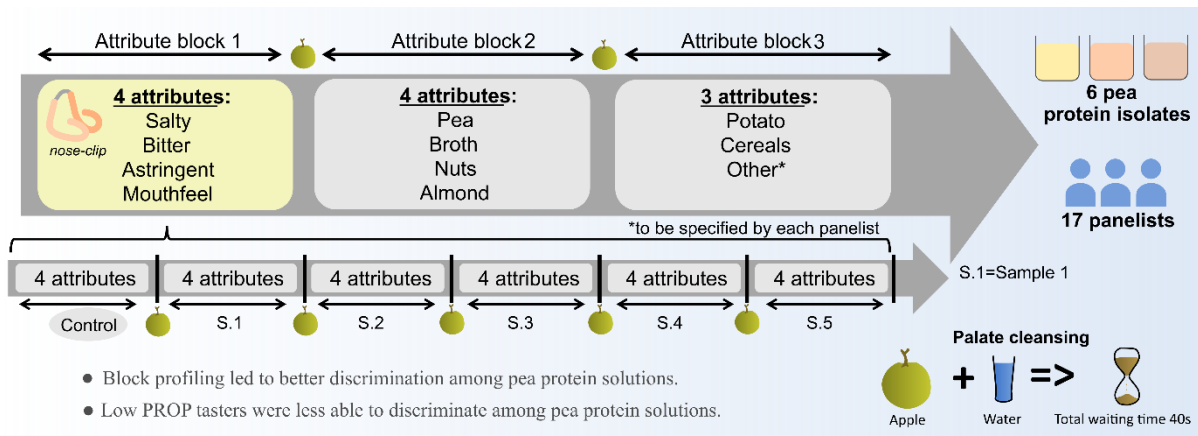 Attribute block 1
Attribute block 2
Attribute block 3
nose-clip
4 attributes:
Salty
Bitter
Astringent
Mouthfeel
4 attributes:
Pea
Broth
Nuts
Almond
3 attributes:
Potato
Cereals
Other*
6 pea
protein isolates
17 panelists
*to be specified by each panelist
4 attributes
4 attributes
4 attributes
4 attributes
4 attributes
4 attributes
S.1=Sample 1
Control
S.1
S.2
S.3
S.4
S.5
● Block profiling led to better discrimination among pea protein solutions.
● Low PROP tasters were less able to discriminate among pea protein solutions.
Palate cleansing
+
=>
Apple
Water
Total waiting time 40s